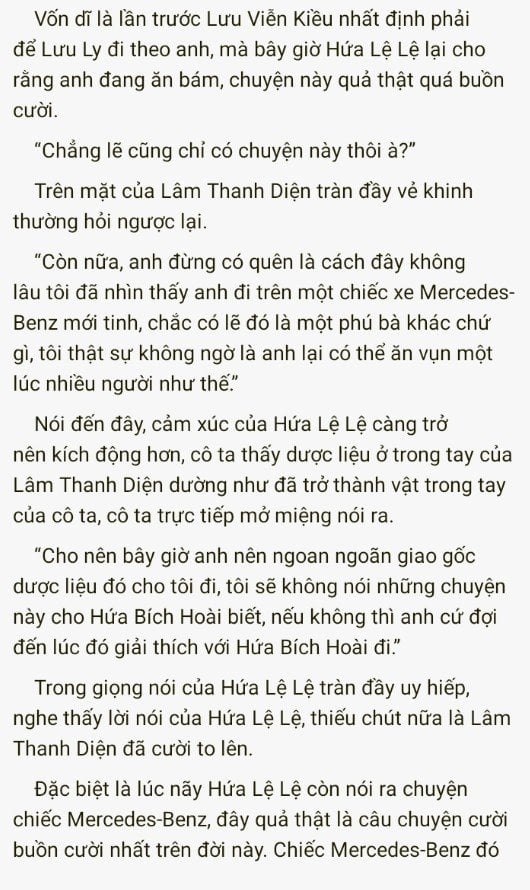 Vốn dĩ là lần trước Lưu Viễn Kiều nhất định phải
để Lưu Ly đi theo anh, mà bây giờ Hứa Lệ Lệ lại cho
rằng anh đang ăn bám, chuyện này quả thật quá buồn
cười.
“Chẳng lẽ cũng chỉ có chuyện này thôi à?”
Trên mặt của Lâm Thanh Diện tràn đầy vẻ khinh
thường hỏi ngược lại.
“Còn nữa, anh đừng có quên là cách đây không
lâu tôi đã nhìn thấy anh đi trên một chiếc xe Mercedes-
Benz mới tinh, chắc có lẽ đó là một phú bà khác chứ
gì, tôi thật sự không ngờ là anh lại có thể ăn vụn một
lúc nhiều người như thế.”
Nói đến đây, cảm xúc của Hứa Lệ Lệ càng trở
nên kích động hơn, cô ta thấy dược liệu ở trong tay của
Lâm Thanh Diện dường như đã trở thành vật trong tay
của cô ta, cô ta trực tiếp mở miệng nói ra.
“Cho nên bây giờ anh nên ngoan ngoãn giao gốc
dược liệu đó cho tôi đi, tôi sẽ không nói những chuyện
này cho Hứa Bích Hoài biết, nếu không thì anh cứ đợi
đến lúc đó giải thích với Hứa Bích Hoài đi.”
Trong giọng nói của Hứa Lệ Lệ tràn đầy uy hiếp,
nghe thấy lời nói của Hứa Lệ Lệ, thiếu chút nữa là Lâm
Thanh Diện đã cười to lên.
Đặc biệt là lúc nãy Hứa Lệ Lệ còn nói ra chuyện
chiếc Mercedes-Benz, đây quả thật là câu chuyện cười
buồn cười nhất trên đời này. Chiếc Mercedes-Benz đó